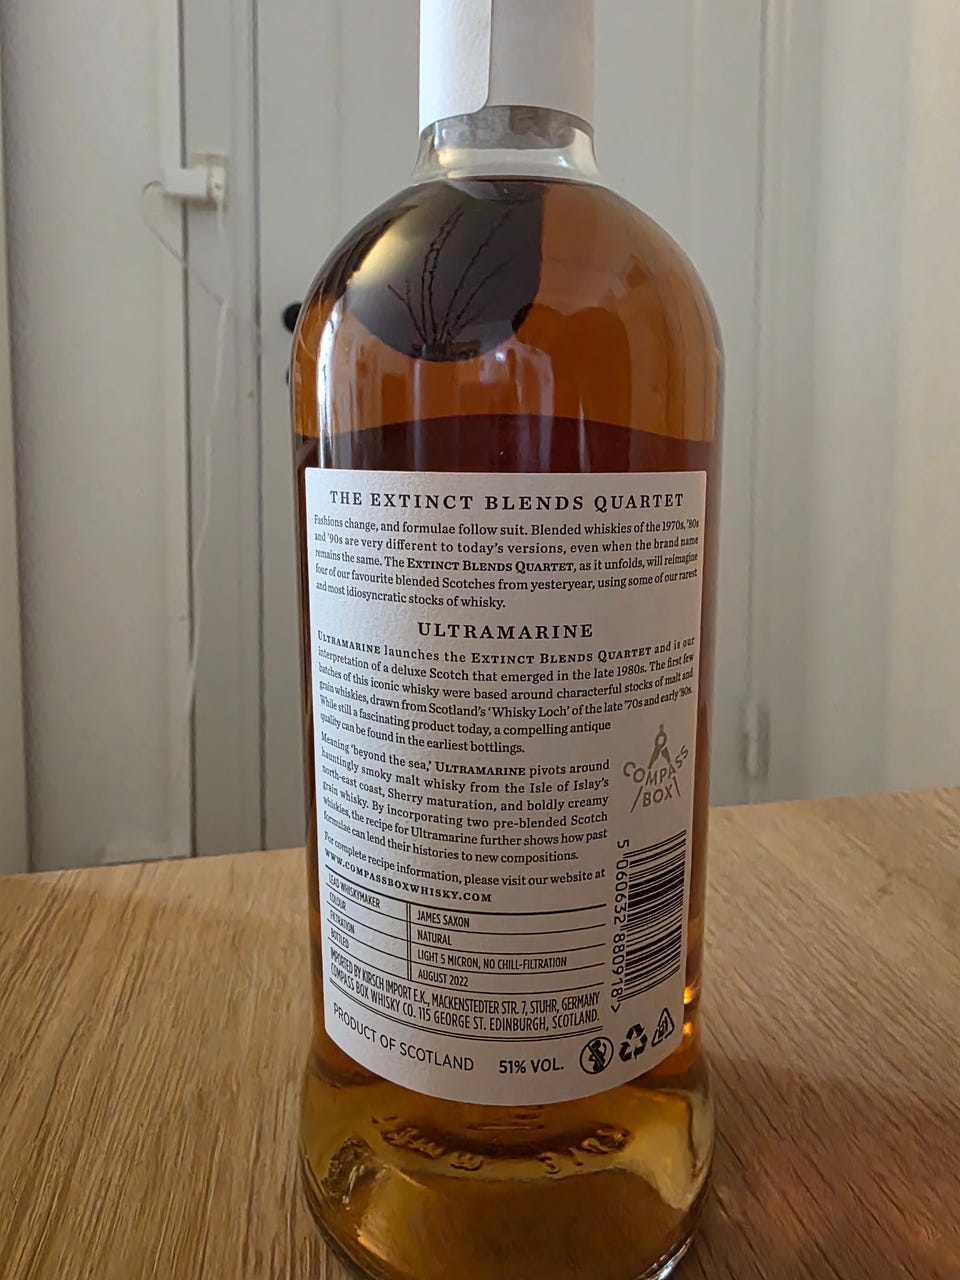 THE EXTINCT BLENDS QUARTET
Fashions change, and formulae follow suit. Blended whiskies of the 1970s, '80s
and '90s are very different to today's versions, even when the brand name
remains the same. The EXTINCT BLENDS QUARTET, as it unfolds, will reimagine
four of our favourite blended Scotches from yesteryear, using some of our rarest
and most idiosyncratic stocks of whisky.
ULTRAMARINE
ULTRAMARINE launches the EXTINCT BLENDS QUARTET and is our
interpretation of a deluxe Scotch that emerged in the late 1980s. The first few
batches of this iconic whisky were based around characterful stocks of malt and
grain whiskies, drawn from Scotland's 'Whisky Loch' of the late '70s and early '80s.
While still a fascinating product today, a compelling antique
quality can be found in the earliest bottlings.
Meaning 'beyond the sea,' ULTRAMARINE pivots around
hauntingly smoky malt whisky from the Isle of Islay's
north-east coast, Sherry maturation, and boldly creamy
grain whisky. By incorporating two pre-blended Scotch
whiskies, the recipe for Ultramarine further shows how past
formulae can lend their histories to new compositions.
For complete recipe information, please visit our website at
WWW.COMPASSBOXWHISKY.COM
LEAD WHISKYMAKER JAMES SAXON
COLOUR NATURAL
FILTRATION LIGHT 5 MICRON, NO CHILL-FILTRATION
BOTTLED AUGUST 2022
IMPORTED BY KIRSCH IMPORT E.K., MACKENSTEDTER STR. 7, STUHR, GERMANY
COMPASS BOX WHISKY CO. 115 GEORGE ST. EDINBURGH, SCOTLAND.
PRODUCT OF SCOTLAND 51% VOL.
COMPASS
BOX
5 060632 880918 >